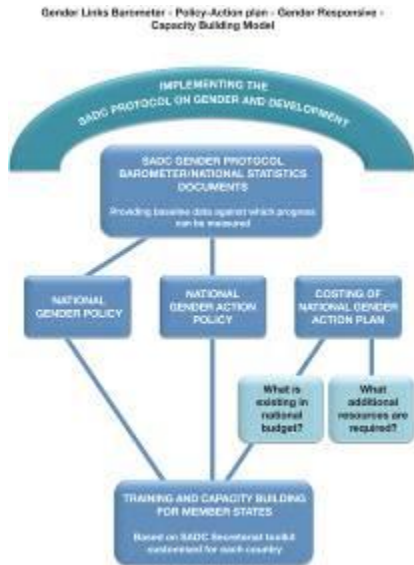 Gender Links Barometer - Policy-Action plan - Gender Responsive -
Capacity Building Model
IMPLEMENTING THE
SADC PROTOCOL ON GENDER AND DEVELOPMENT
SADC GENDER PROTOCOL
BAROMETER/NATIONAL STATISTICS
DOCUMENTS
Providing baseline data against which progress
can be measured
NATIONAL
GENDER POLICY
NATIONAL
GENDER ACTION
POLICY
COSTING OF
NATIONAL GENDER
ACTION PLAN
What is
existing in
national
budget?
What
additional
resources are
required?
TRAINING AND CAPACITY BUILDING
FOR MEMBER STATES
Based on SADC Secretariat toolkit
customised for each country